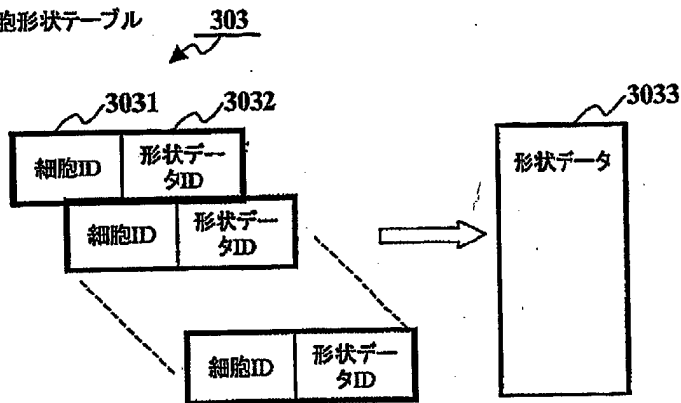 胞形状テーブル 303
3031 3032 3033
細胞ID 形状デー
タID
細胞ID 形状デー
タID
細胞ID 形状デー
タID
形状データ